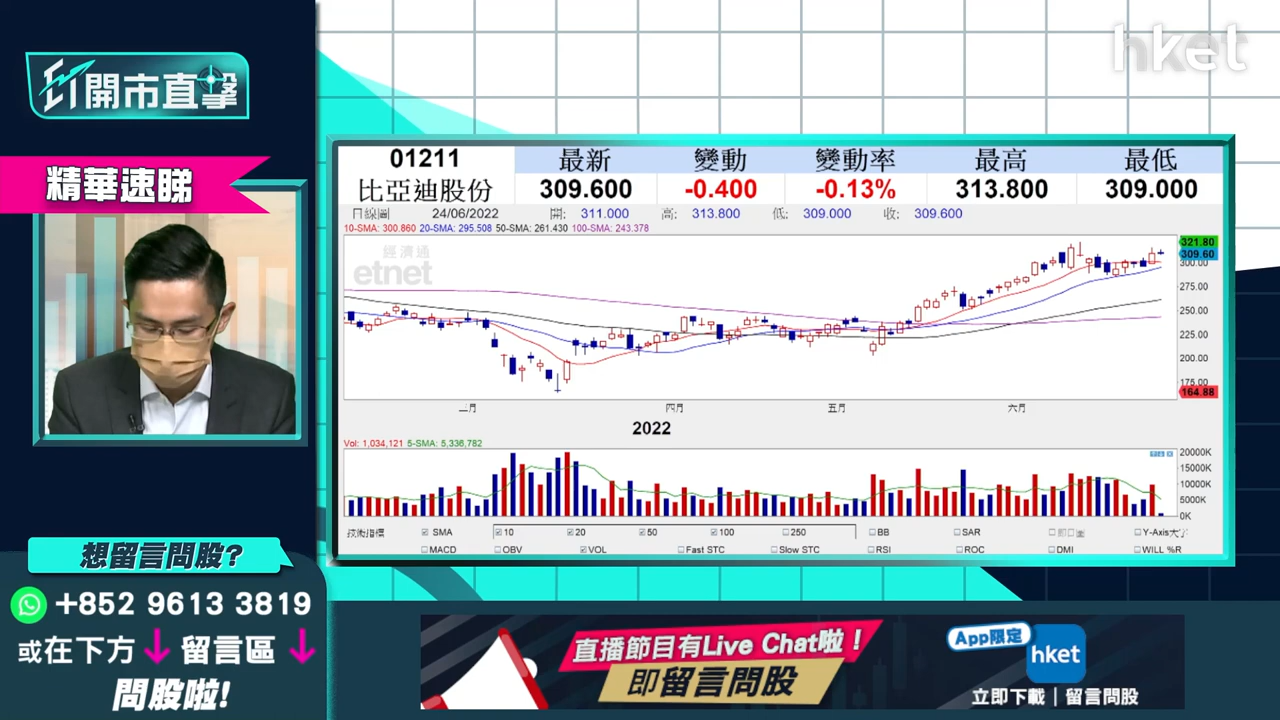 ET開市直擊
hket
精華速睇
01211 最新 變動 變動率 最高 最低
比亞迪股份 309.600 -0.400 -0.13% 313.800 309.000
日線圖 24/06/2022 開: 311.000 高: 313.800 低: 309.000 收: 309.600
10-SMA: 300.860 20-SMA: 295.508 50-SMA: 261.430 100-SMA: 243.378
經濟通
etnet
321.80
309.60
300.00
275.00
250.00
225.00
200.00
175.00
164.88
三月 四月 五月 六月
2022
Vol: 1,034,121 5-SMA: 5,336,782
20000K
15000K
10000K
5000K
0K
技術指標 SMA 10 20 50 100 250 BB SAR Y-Axis大字
MACD OBV VOL Fast STC Slow STC RSI ROC DMI WILL %R
想留言問股?
+852 9613 3819
或在下方 留言區
問股啦!
直播節目有Live Chat啦！
即留言問股
App限定
hket
立即下載 | 留言問股